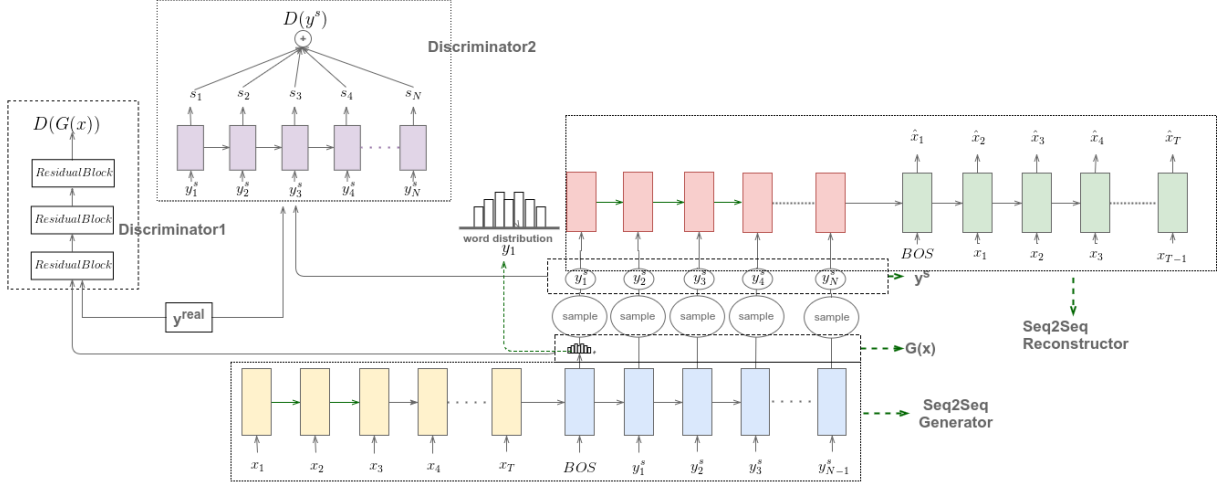 D(y^s)
+
Discriminator2
s_1 s_2 s_3 s_4 s_N
y_1^s y_2^s y_3^s y_4^s y_N^s
D(G(x))
ResidualBlock
ResidualBlock
ResidualBlock
Discriminator1
y^real
word distribution
y_1
x̂_1 x̂_2 x̂_3 x̂_4 x̂_T
BOS x_1 x_2 x_3 x_{T-1}
y_1^s y_2^s y_3^s y_4^s y_N^s
y^s
sample sample sample sample sample
Seq2Seq
Reconstructor
G(x)
Seq2Seq
Generator
x_1 x_2 x_3 x_4 x_T BOS y_1^s y_2^s y_3^s y_{N-1}^s